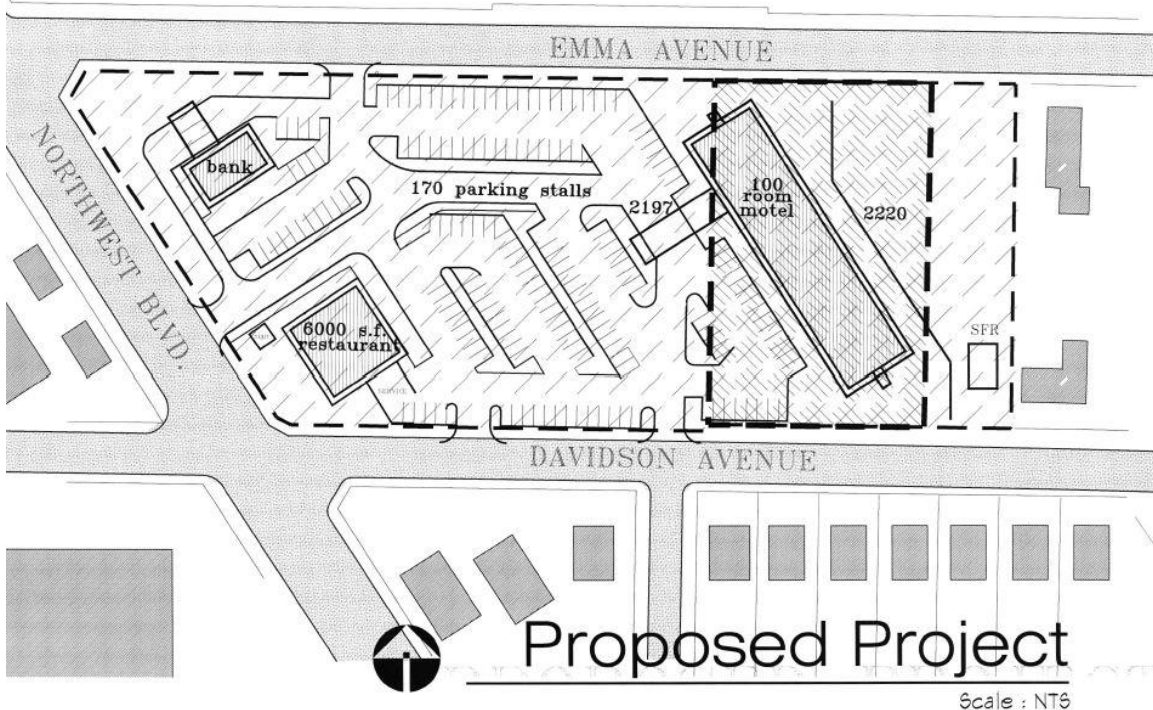 EMMA AVENUE
NORTHWEST BLVD.
bank
170 parking stalls
2197
100
room
motel
2220
6000 s.f.
restaurant
SFR
SERVICE
DAVIDSON AVENUE
Proposed Project
Scale : NTS